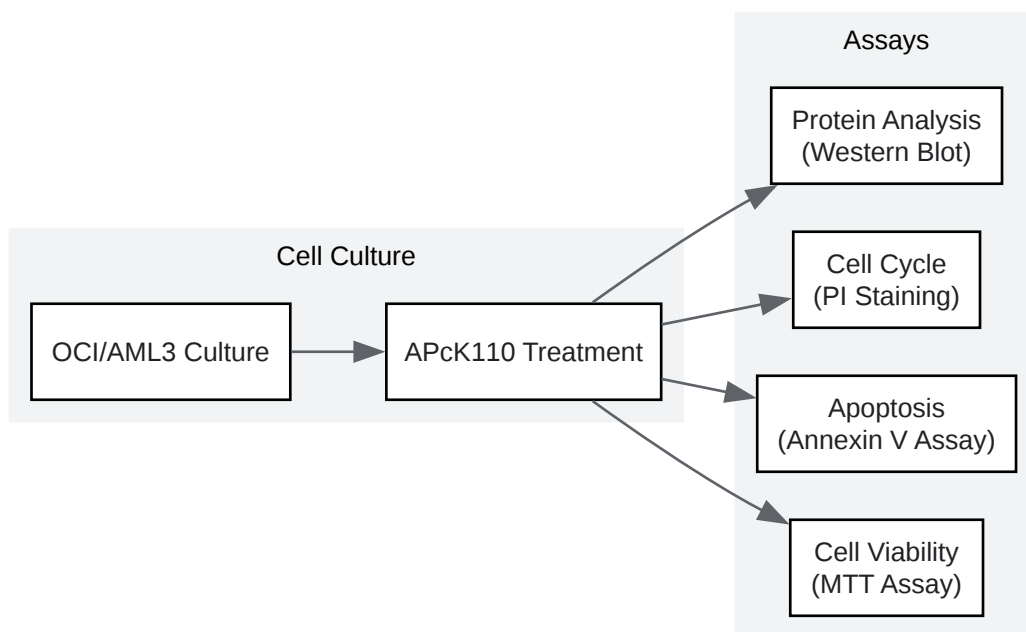 Assays
Protein Analysis
(Western Blot)
Cell Culture
Cell Cycle
(PI Staining)
OCI/AML3 Culture
APcK110 Treatment
Apoptosis
(Annexin V Assay)
Cell Viability
(MTT Assay)